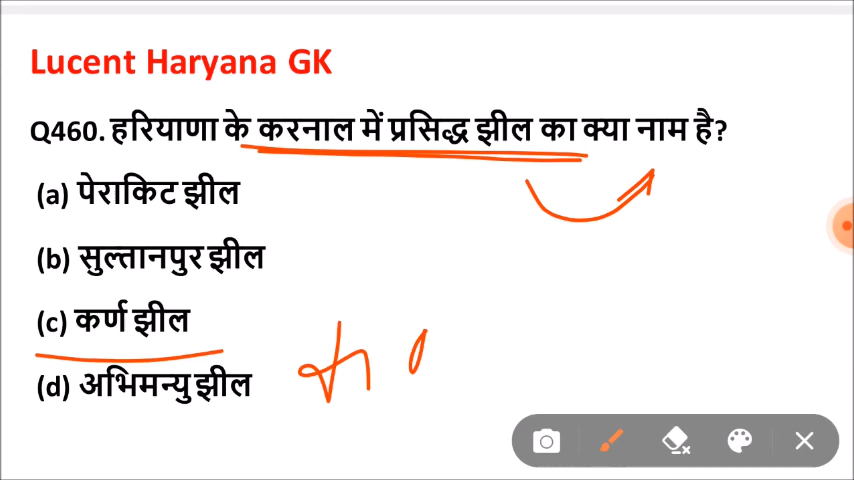 Lucent Haryana GK
Q460. हरियाणा के करनाल में प्रसिद्ध झील का क्या नाम है?
(a) पेराकिट झील
(b) सुल्तानपुर झील
(c) कर्ण झील
(d) अभिमन्यु झील